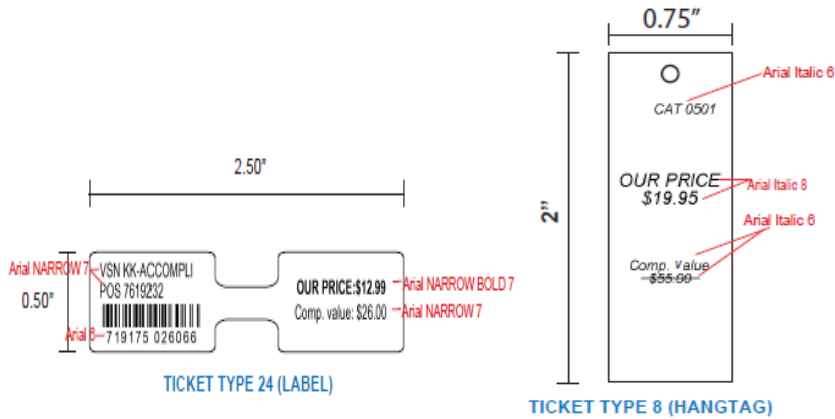 2.50"
0.50"
Arial NARROW 7
VSN KK-ACCOMPLI
POS 7619232
Arial 6
719175 026066
OUR PRICE:$12.99
Arial NARROW BOLD 7
Comp. value: $26.00
Arial NARROW 7
TICKET TYPE 24 (LABEL)
0.75"
2"
Arial Italic 6
CAT 0501
OUR PRICE
$19.95
Arial Italic 8
Arial Italic 6
Comp. Value
$55.00
TICKET TYPE 8 (HANGTAG)